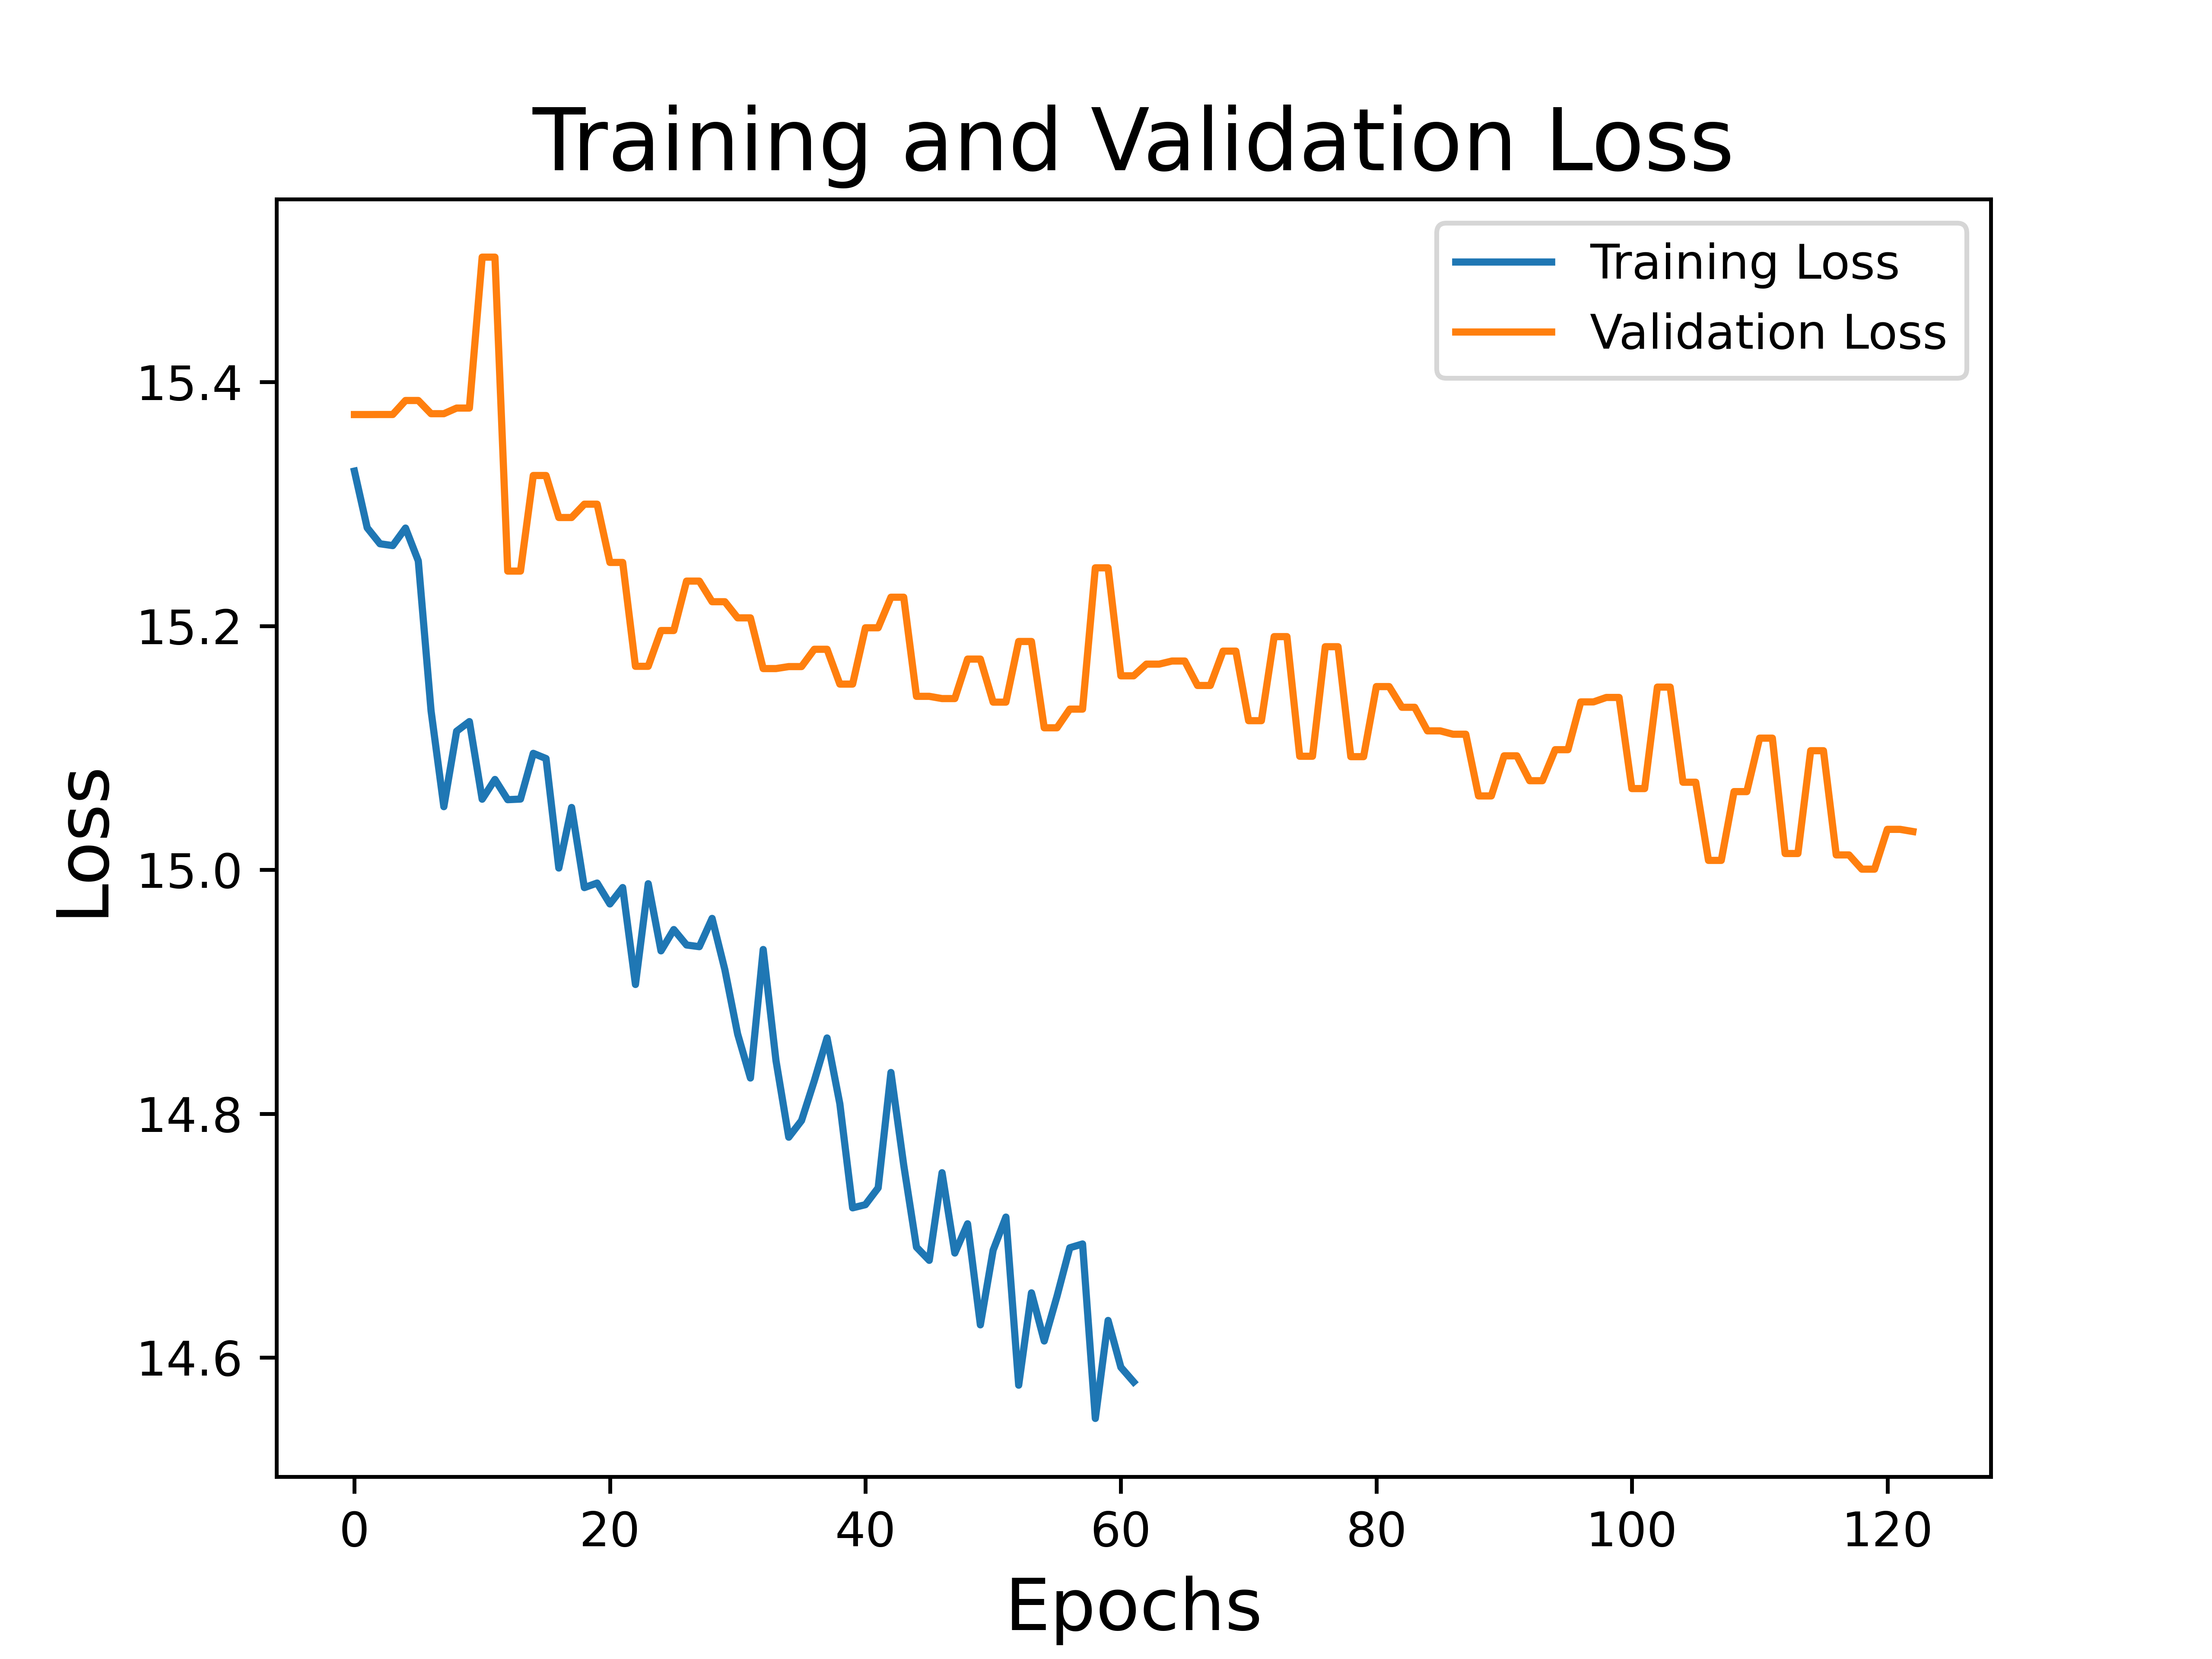 Training and Validation Loss
Training Loss
Validation Loss
15.4
15.2
15.0
14.8
14.6
Loss
0 20 40 60 80 100 120
Epochs